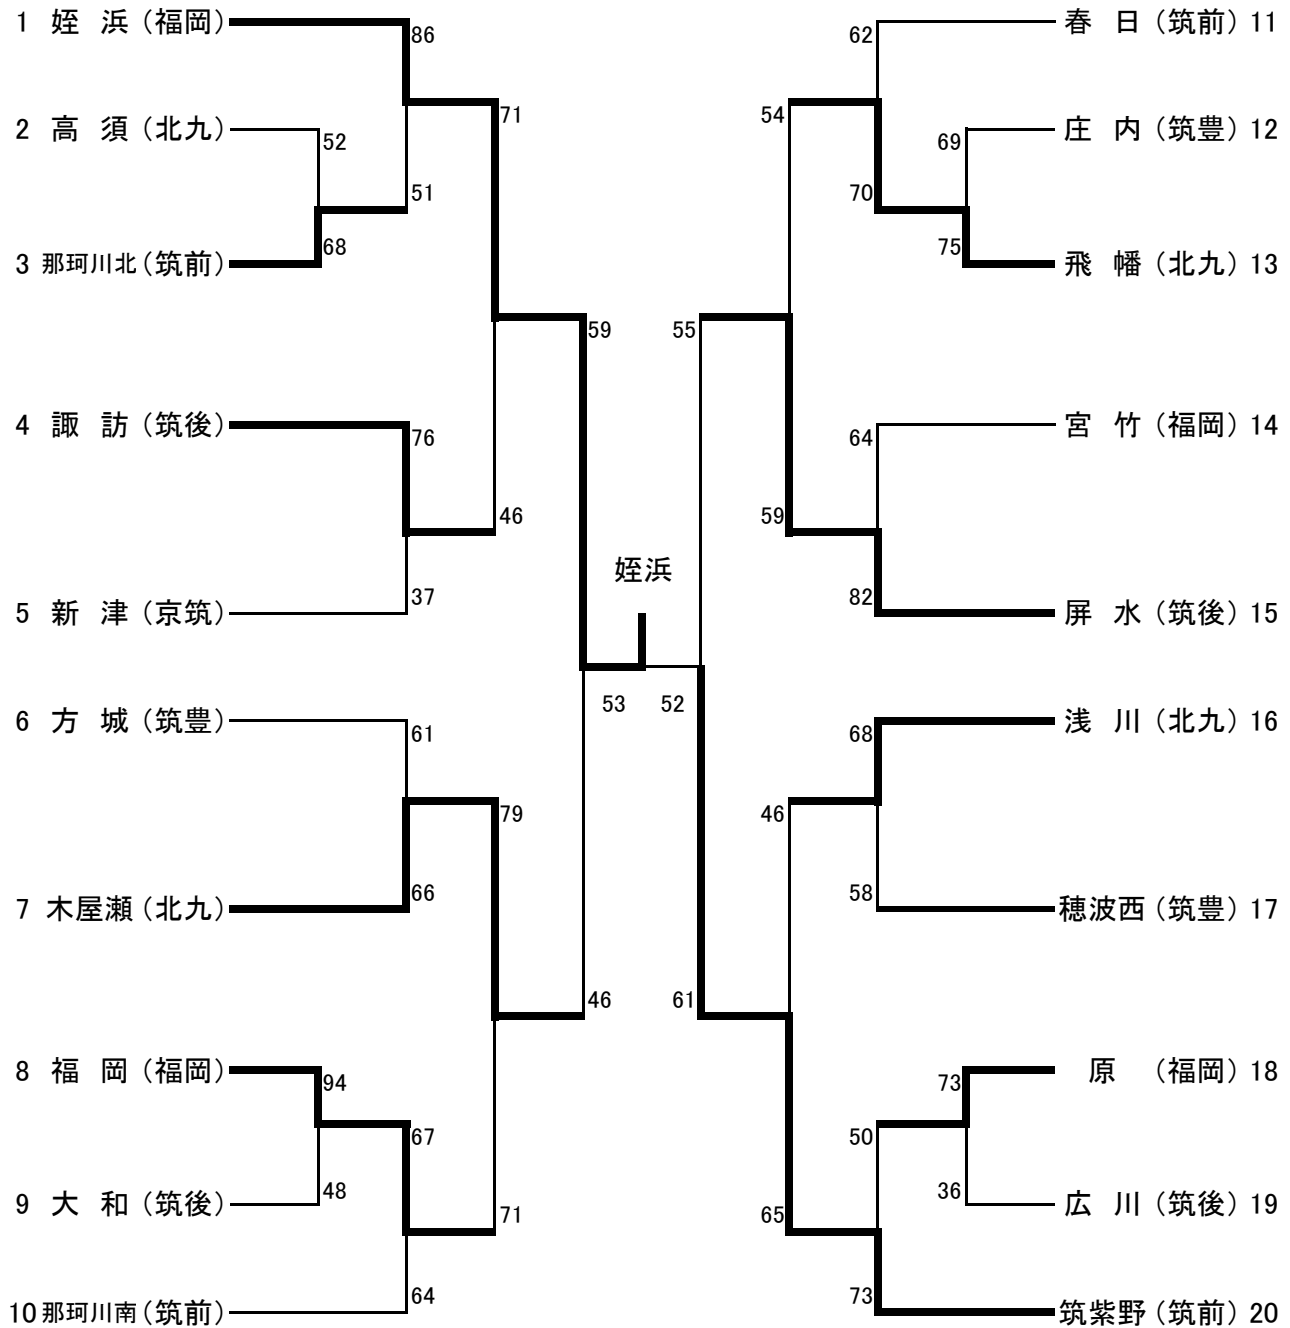 1 姪 浜 (福岡)
86
2 高 須 (北九)
52
71
51
3 那珂川北 (筑前)
68
59
4 諏 訪 (筑後)
76
46
5 新 津 (京筑)
37
6 方 城 (筑豊)
61
79
7 木屋瀬 (北九)
66
46
8 福 岡 (福岡)
94
67
9 大 和 (筑後)
48
71
10 那珂川南 (筑前)
64
姪浜
53 52
62
春 日 (筑前) 11
54
69
庄 内 (筑豊) 12
70
75
飛 幡 (北九) 13
55
64
宮 竹 (福岡) 14
59
82
屏 水 (筑後) 15
68
浅 川 (北九) 16
46
58
穂波西 (筑豊) 17
61
73
原 (福岡) 18
50
36
広 川 (筑後) 19
65
73
筑紫野 (筑前) 20